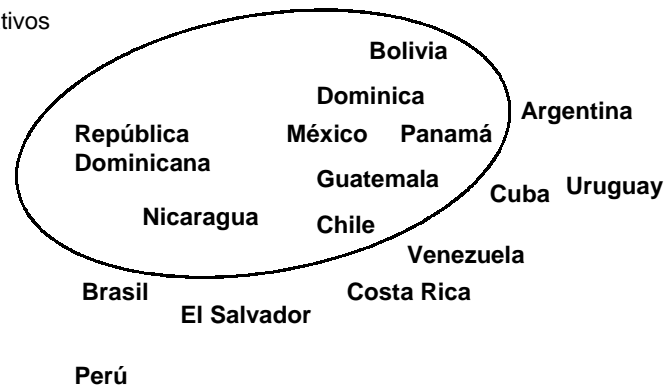 tivos
Bolivia
Dominica
Argentina
República
Dominicana
México
Panamá
Guatemala
Cuba
Uruguay
Nicaragua
Chile
Venezuela
Brasil
Costa Rica
El Salvador
Perú